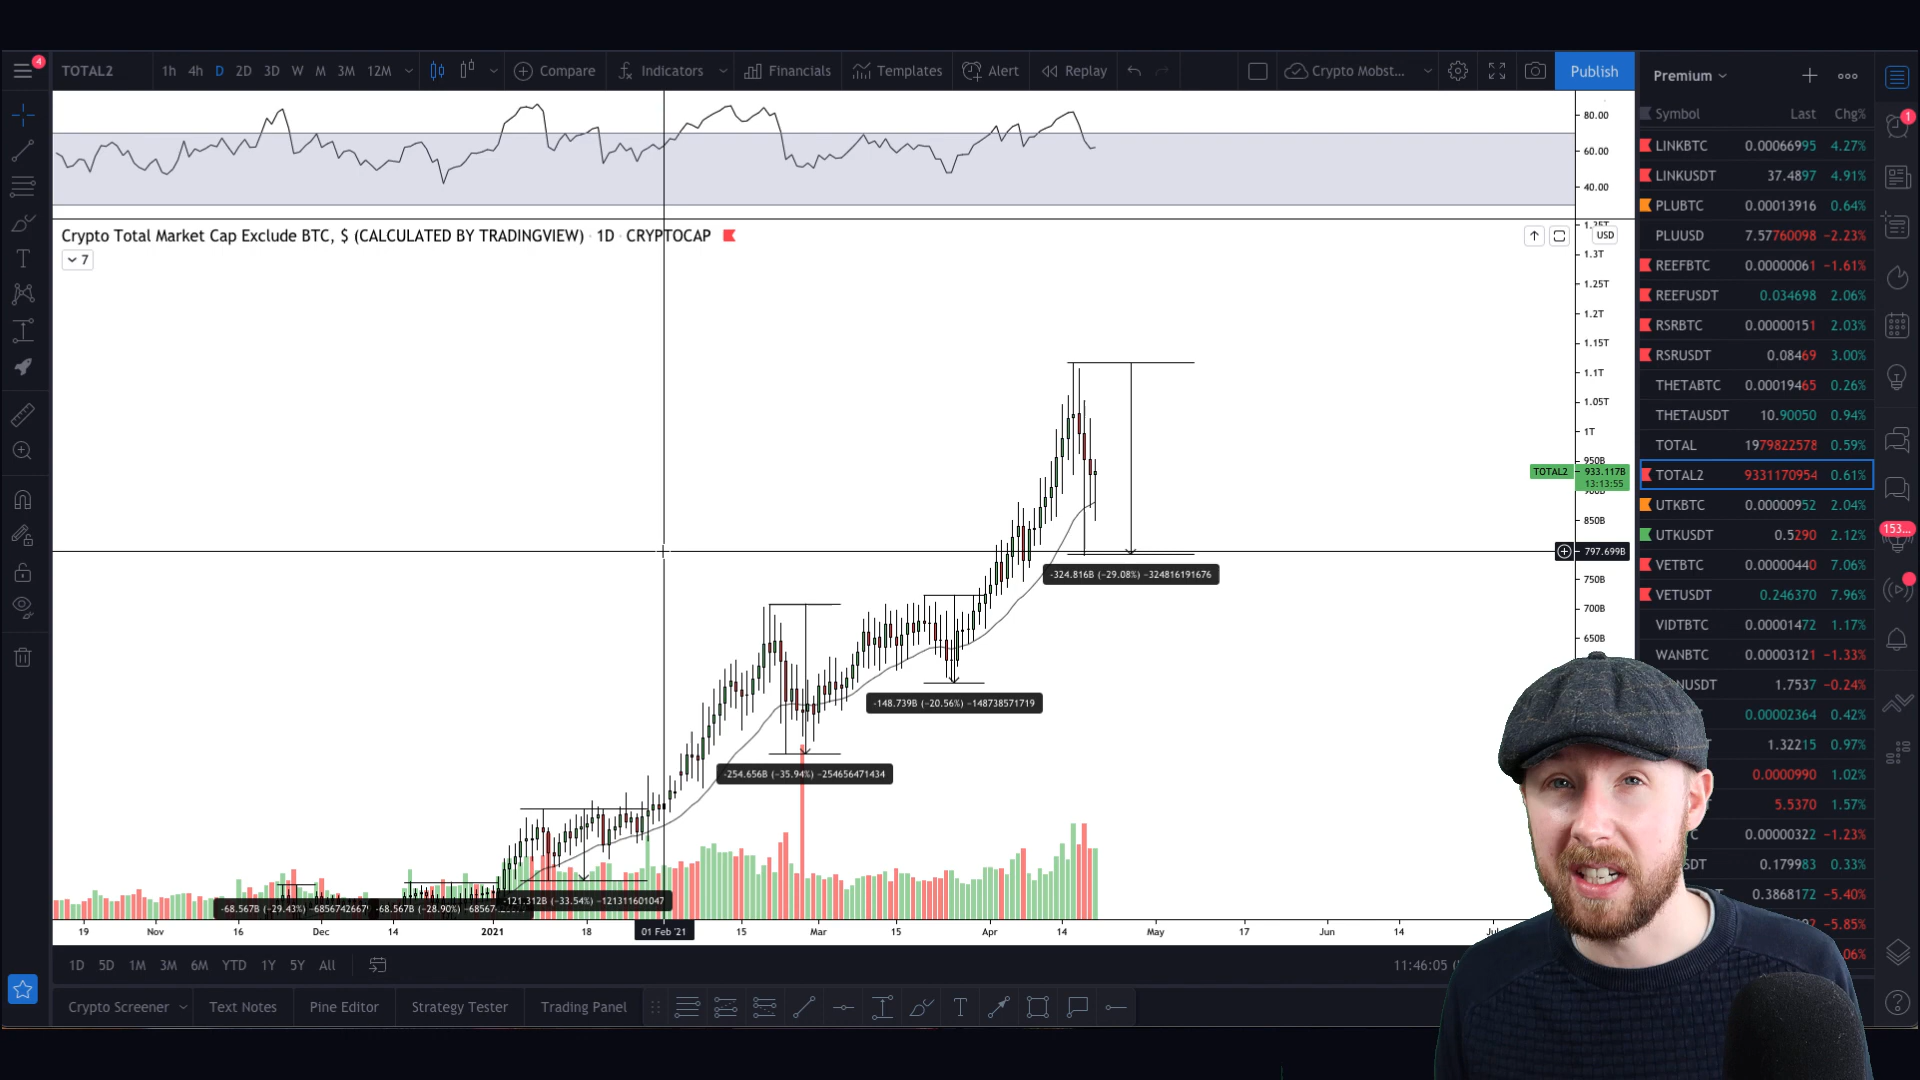 4
TOTAL2 1h 4h D 2D 3D W M 3M 12M Compare Indicators Financials Templates Alert Replay Crypto Mobst... Publish
Premium
Symbol Last Chg%
80.00
60.00
40.00
Crypto Total Market Cap Exclude BTC, $ (CALCULATED BY TRADINGVIEW) · 1D · CRYPTOCAP
7
USD
1.3T
1.25T
1.2T
1.15T
1.1T
1.05T
1T
950B
TOTAL2 933.117B
13:13:55
850B
797.699B
750B
700B
650B
-324.816B (-29.08%) -324816191676
-148.739B (-20.56%) -148738571719
-254.656B (-35.94%) -254656471434
-121.312B (-33.54%) -121311601047
-68.567B (-29.43%)
-68.567B (-28.90%)
19 Nov 16 Dec 14 2021 18 01 Feb '21 15 Mar 15 Apr 14 May 17 Jun 14
1D 5D 1M 3M 6M YTD 1Y 5Y All
11:46:05
Crypto Screener Text Notes Pine Editor Strategy Tester Trading Panel
LINKBTC 0.00066995 4.27%
LINKUSDT 37.4897 4.91%
PLUBTC 0.00013916 0.64%
PLUUSD 7.57760098 −2.23%
REEFBTC 0.00000061 −1.61%
REEFUSDT 0.034698 2.06%
RSRBTC 0.00000151 2.03%
RSRUSDT 0.08469 3.00%
THETABTC 0.00019465 0.26%
THETAUSDT 10.90050 0.94%
TOTAL 1979822578 0.59%
TOTAL2 9331170954 0.61%
UTKBTC 0.00000952 2.04%
UTKUSDT 0.5290 2.12%
VETBTC 0.00000440 7.06%
VETUSDT 0.246370 7.96%
VIDTBTC 0.00001472 1.17%
WANBTC 0.00003121 −1.33%
NUSDT 1.7537 −0.24%
0.00002364 0.42%
1.32215 0.97%
0.0000990 1.02%
5.5370 1.57%
0.00000322 −1.23%
0.179983 0.33%
0.3868172 −5.40%
−5.85%
1
153...